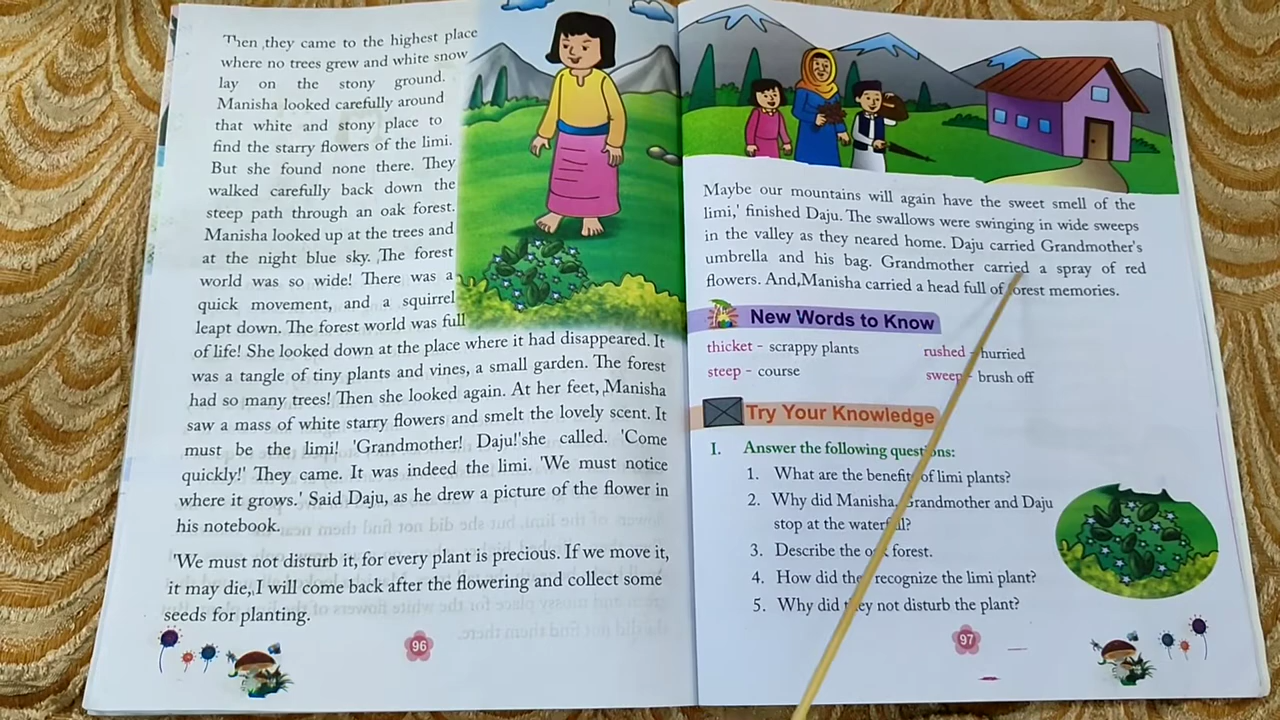 Then they came to the highest place
where no trees grew and white snow
lay on the stony ground.
Manisha looked carefully around
that white and stony place to
find the starry flowers of the limi.
But she found none there. They
walked carefully back down the
steep path through an oak forest.
Manisha looked up at the trees and
at the night blue sky. The forest
world was so wide! There was a
quick movement, and a squirrel
leapt down. The forest world was full
of life! She looked down at the place where it had disappeared. It
was a tangle of tiny plants and vines, a small garden. The forest
had so many trees! Then she looked again. At her feet, Manisha
saw a mass of white starry flowers and smelt the lovely scent. It
must be the limi! 'Grandmother! Daju!'she called. 'Come
quickly!' They came. It was indeed the limi. 'We must notice
where it grows.' Said Daju, as he drew a picture of the flower in
his notebook.
'We must not disturb it, for every plant is precious. If we move it,
it may die, I will come back after the flowering and collect some
seeds for planting.
96
Maybe our mountains will again have the sweet smell of the
limi,' finished Daju. The swallows were swinging in wide sweeps
in the valley as they neared home. Daju carried Grandmother's
umbrella and his bag. Grandmother carried a spray of red
flowers. And, Manisha carried a head full of forest memories.
New Words to Know
thicket - scrappy plants rushed - hurried
steep - course sweep - brush off
Try Your Knowledge
I. Answer the following questions:
1. What are the benefits of limi plants?
2. Why did Manisha, Grandmother and Daju
stop at the waterfall?
3. Describe the oak forest.
4. How did they recognize the limi plant?
5. Why did they not disturb the plant?
97